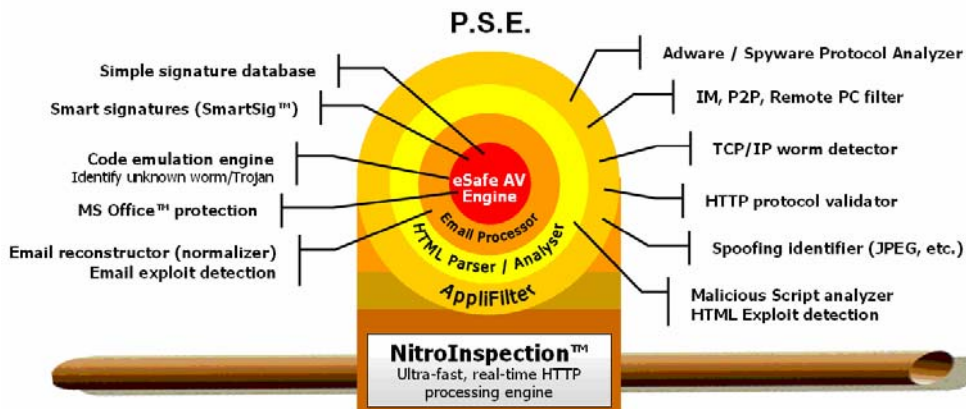 P.S.E.
Simple signature database
Smart signatures (SmartSig™)
Code emulation engine
Identify unknown worm/Trojan
MS Office™ protection
Email reconstructor (normalizer)
Email exploit detection
Adware / Spyware Protocol Analyzer
IM, P2P, Remote PC filter
TCP/IP worm detector
HTTP protocol validator
Spoofing identifier (JPEG, etc.)
Malicious Script analyzer
HTML Exploit detection
eSafe AV
Engine
Email Processor
HTML Parser / Analyser
AppliFilter
NitroInspection™
Ultra-fast, real-time HTTP
processing engine